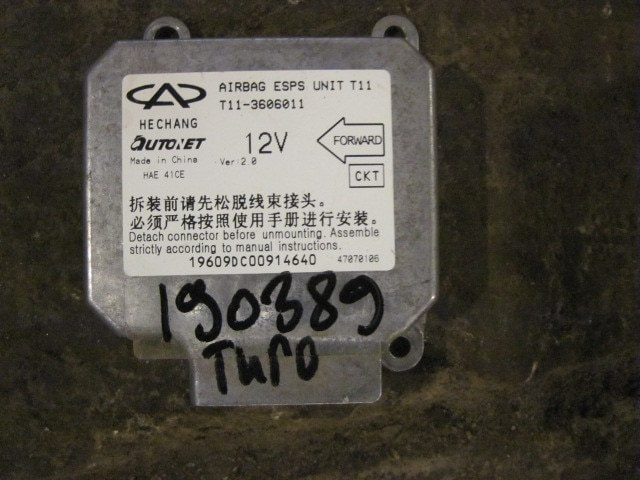 AIRBAG ESPS UNIT T11
T11-3606011
HECHANG
AUTONET
12V
FORWARD
Made in China
Ver 2.0
HAE 41CE
CKT
拆装前请先松脱线束接头。
必须严格按照使用手册进行安装。
Detach connector before unmounting. Assemble
strictly according to manual instructions.
19609DC00914640
47070106
190389
Тиго